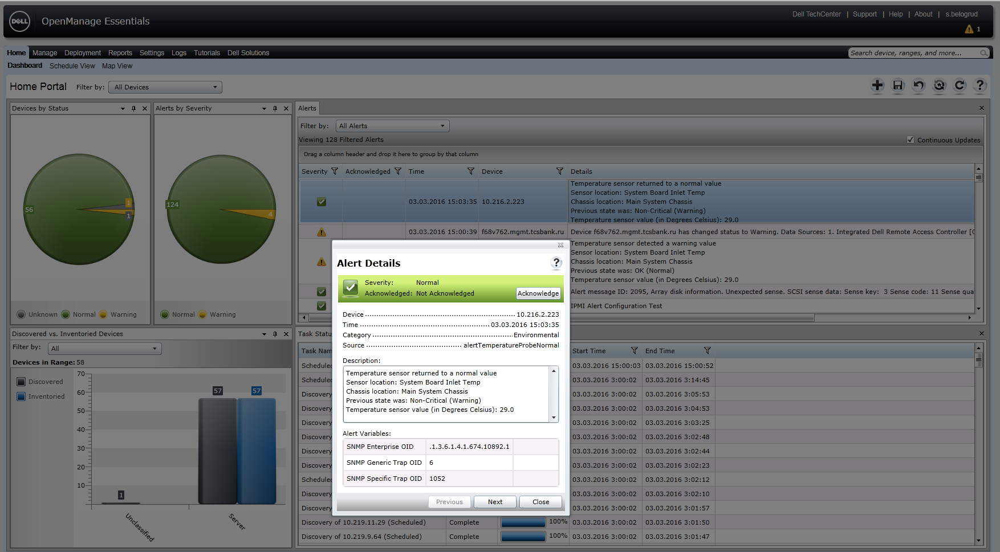 DELL
OpenManage Essentials
Dell TechCenter | Support | Help | About | s.belogrud
1
Home Manage Deployment Reports Settings Logs Tutorials Dell Solutions
Search device, ranges, and more...
Dashboard Schedule View Map View
Home Portal Filter by: All Devices
Devices by Status
56
1
1
Unknown Normal Warning
Alerts by Severity
124
4
Normal Warning
Alerts
Filter by: All Alerts
Viewing 128 Filtered Alerts
Continuous Updates
Drag a column header and drop it here to group by that column
Severity Acknowledged Time Device Details
Temperature sensor returned to a normal value
Sensor location: System Board Inlet Temp
03.03.2016 15:03:35 10.216.2.223 Chassis location: Main System Chassis
Previous state was: Non-Critical (Warning)
Temperature sensor value (in Degrees Celsius): 29.0
03.03.2016 15:00:39 f68v762.mgmt.tcsbank.ru Device f68v762.mgmt.tcsbank.ru has changed status to Warning. Data Sources: 1. Integrated Dell Remote Access Controller [
Temperature sensor detected a warning value
Sensor location: System Board Inlet Temp
Chassis location: Main System Chassis
Previous state was: OK (Normal)
Temperature sensor value (in Degrees Celsius): 29.0
Alert message ID: 2095, Array disk information. Unexpected sense. SCSI sense data: Sense key: 3 Sense code: 11 Sense qua
IPMI Alert Configuration Test
Alert Details
?
Severity: Normal
Acknowledged: Not Acknowledged
Acknowledge
Device 10.216.2.223
Time 03.03.2016 15:03:35
Category Environmental
Source alertTemperatureProbeNormal
Description:
Temperature sensor returned to a normal value
Sensor location: System Board Inlet Temp
Chassis location: Main System Chassis
Previous state was: Non-Critical (Warning)
Temperature sensor value (in Degrees Celsius): 29.0
Alert Variables:
SNMP Enterprise OID .1.3.6.1.4.1.674.10892.1
SNMP Generic Trap OID 6
SNMP Specific Trap OID 1052
Previous Next Close
Discovered vs. Inventoried Devices
Filter by: All
Devices in Range: 58
Discovered
Inventoried
70
60
50
40
30
20
10
1
57
57
Unclassified
Server
Task Statu
Task Nam Start Time End Time
Scheduled 03.03.2016 15:00:03 03.03.2016 15:00:52
Scheduled 03.03.2016 3:00:02 03.03.2016 3:14:45
Discovery 03.03.2016 3:00:02 03.03.2016 3:05:53
Discovery 03.03.2016 3:00:02 03.03.2016 3:04:53
Discovery 03.03.2016 3:00:02 03.03.2016 3:03:25
Discovery 03.03.2016 3:00:02 03.03.2016 3:02:48
Discovery 03.03.2016 3:00:02 03.03.2016 3:02:44
Discovery 03.03.2016 3:00:02 03.03.2016 3:02:23
Scheduled 03.03.2016 3:00:02 03.03.2016 3:02:12
Discovery 03.03.2016 3:00:02 03.03.2016 3:02:10
Discovery 03.03.2016 3:00:02 03.03.2016 3:01:57
Discovery of 10.219.11.29 (Scheduled) Complete 100% 03.03.2016 3:00:02 03.03.2016 3:01:50
Discovery of 10.219.9.64 (Scheduled) Complete 100% 03.03.2016 3:00:02 03.03.2016 3:01:47